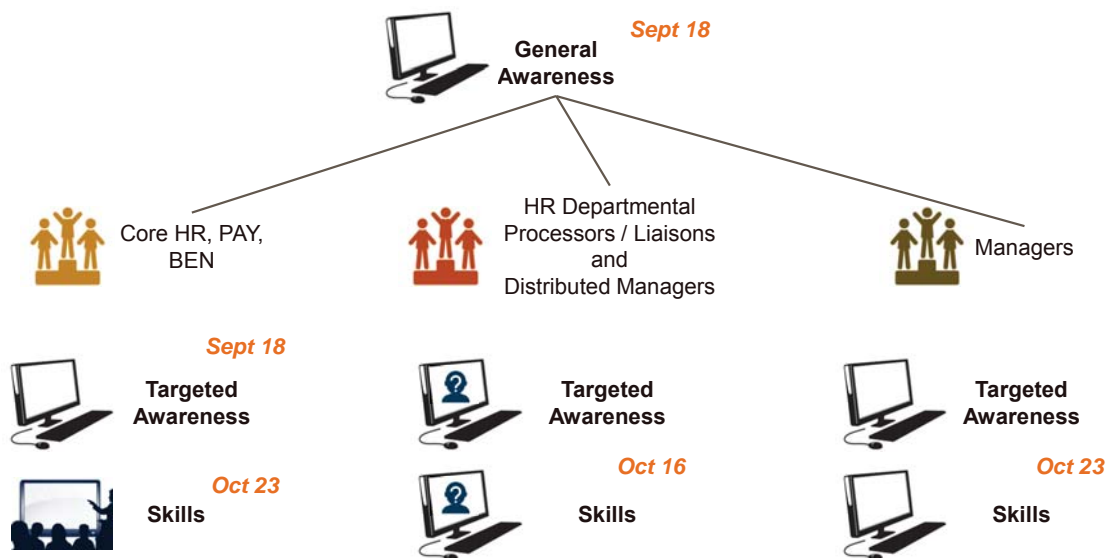 Sept 18
General
Awareness
Core HR, PAY,
BEN
HR Departmental
Processors / Liaisons
and
Distributed Managers
Managers
Sept 18
Targeted
Awareness
Targeted
Awareness
Targeted
Awareness
Oct 23
Skills
Oct 16
Skills
Oct 23
Skills